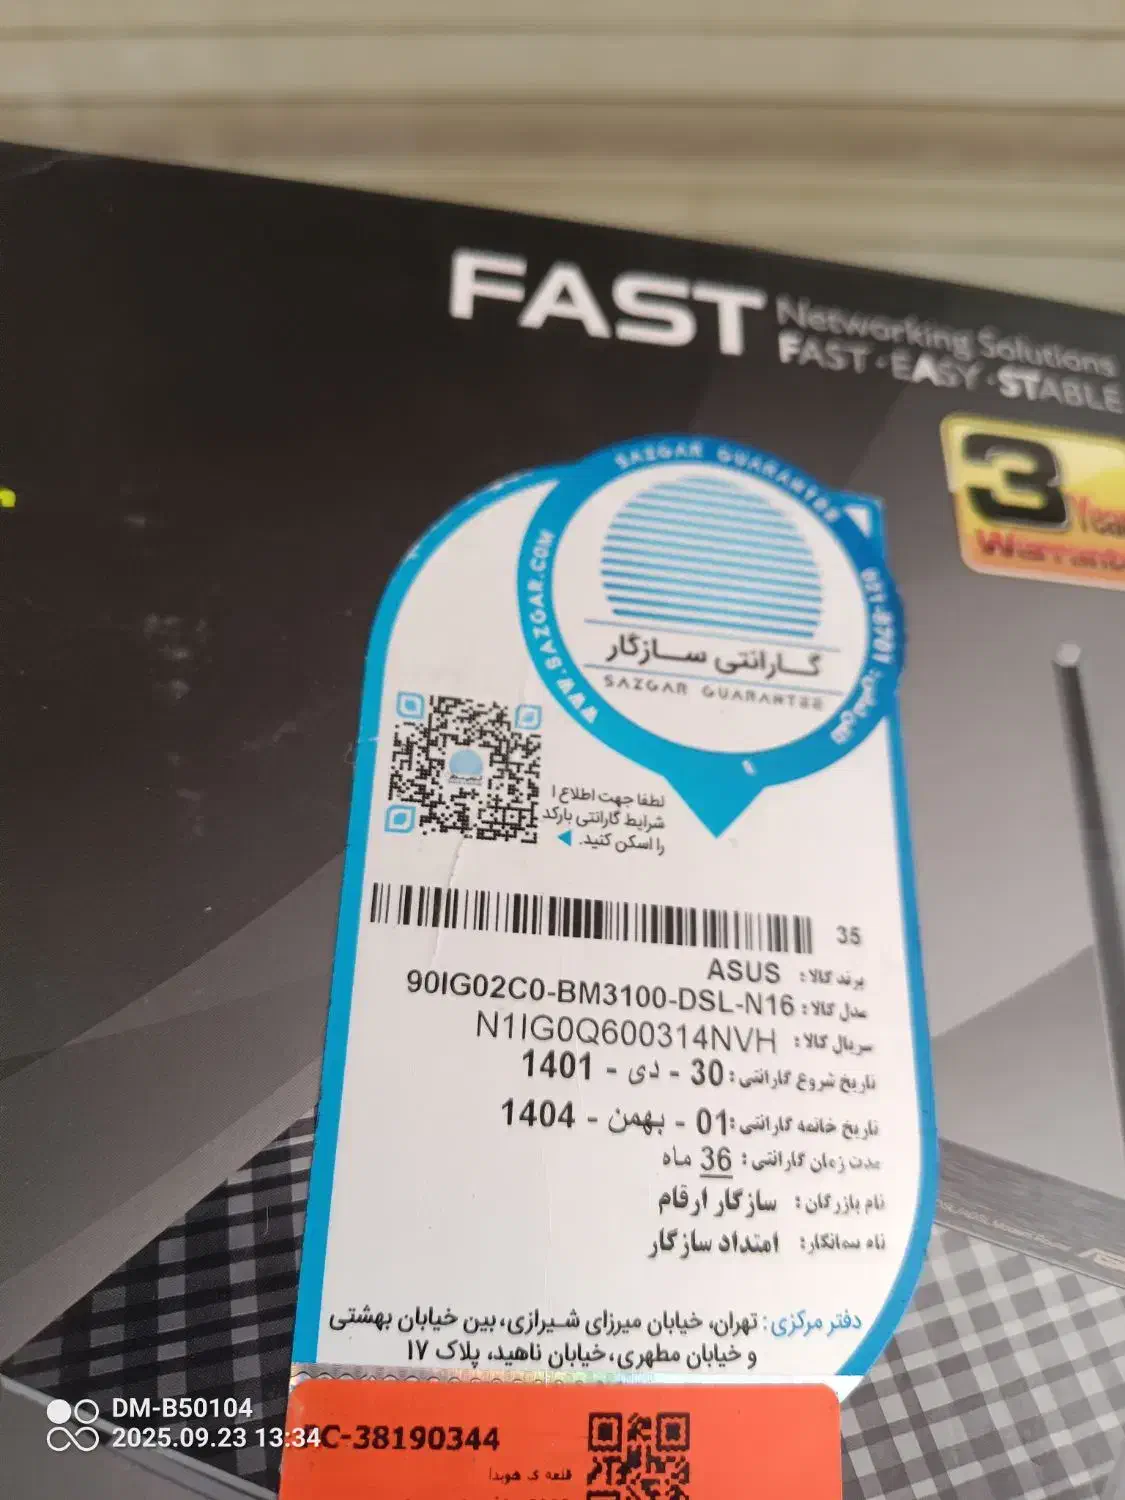 FAST
Networking Solutions
FAST·EASY·STABLE
3 Year
Warranty
SAZGAR GUARANTEE
WWW.SAZGAR.COM
گارانتی سازگار
SAZGAR GUARANTEE
لطفا جهت اطلاع ا
شرایط گارانتی بارکد
را اسکن کنید.
35
برند کالا: ASUS
مدل کالا: 90IG02C0-BM3100-DSL-N16
سریال کالا: N1IG0Q600314NVH
تاریخ شروع گارانتی: 30 - دی - 1401
تاریخ خاتمه گارانتی: 01 - بهمن - 1404
مدت زمان گارانتی: 36 ماه
نام بازرگان: سازگار ارقام
نام سمانگار: امتداد سازگار
دفتر مرکزی: تهران، خیابان میرزای شیرازی، بین خیابان بهشتی
و خیابان مطهری، خیابان ناهید، پلاک ۱۷
C-38190344
DM-B50104
2025.09.23 13:34